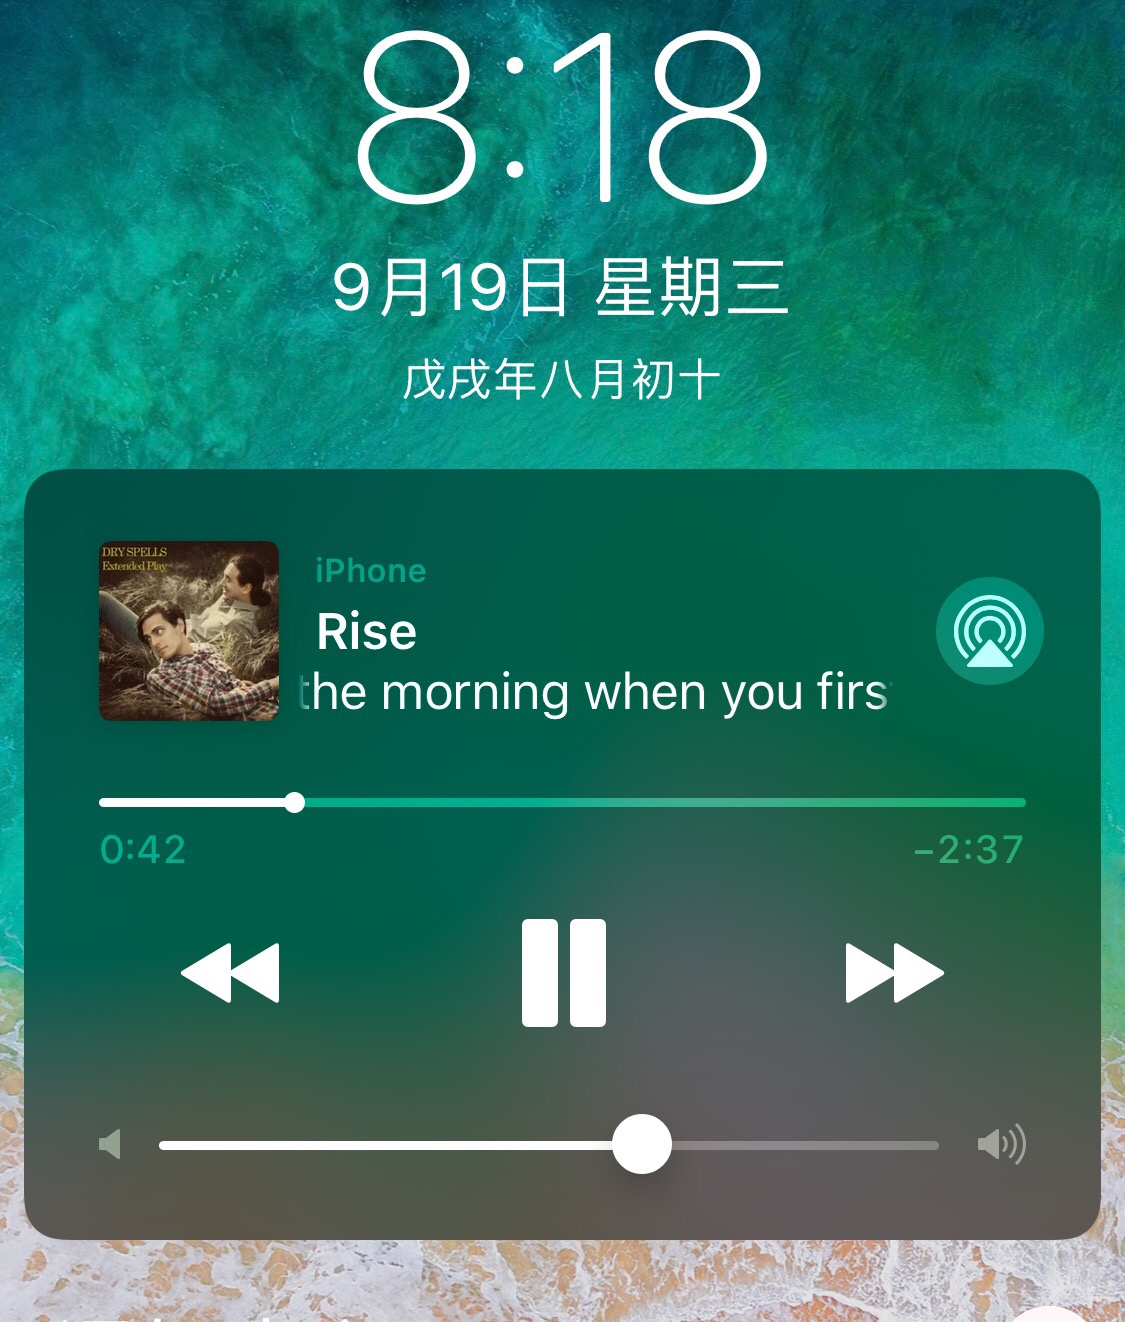 8:18
9月19日 星期三
戊戌年八月初十
DRY SPELLS
Extended Play
iPhone
Rise
the morning when you firs
0:42
−2:37